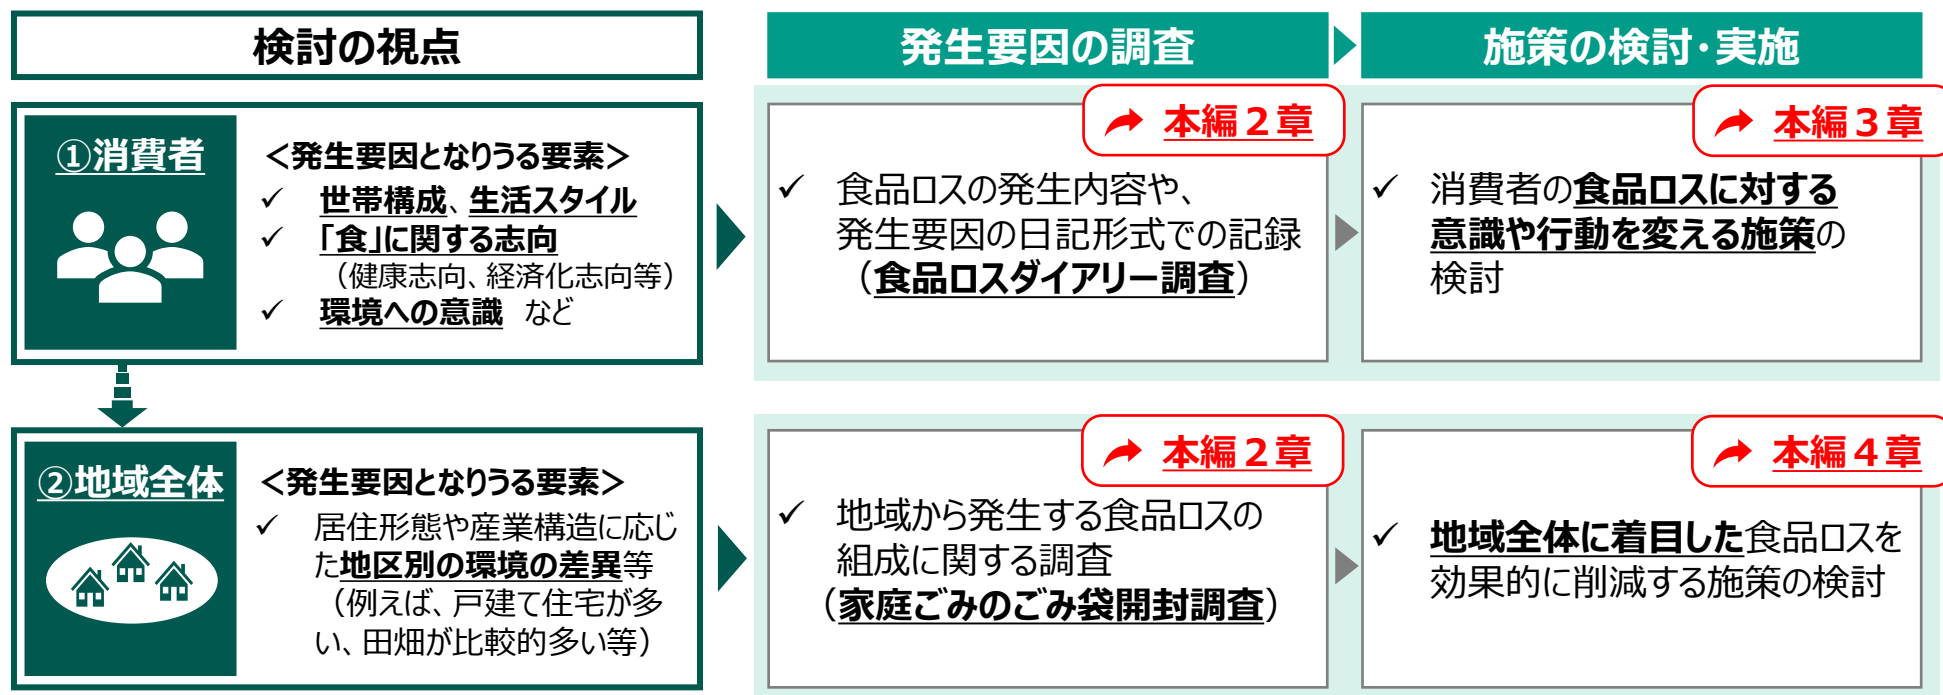 検討の視点
発生要因の調査
施策の検討・実施
①消費者
＜発生要因となりうる要素＞
✓ 世帯構成、生活スタイル
✓ 「食」に関する志向
（健康志向、経済化志向等）
✓ 環境への意識 など
本編２章
✓ 食品ロスの発生内容や、
発生要因の日記形式での記録
（食品ロスダイアリー調査）
本編３章
✓ 消費者の食品ロスに対する
意識や行動を変える施策の
検討
②地域全体
＜発生要因となりうる要素＞
✓ 居住形態や産業構造に応じ
た地区別の環境の差異等
（例えば、戸建て住宅が多
い、田畑が比較的多い等）
本編２章
✓ 地域から発生する食品ロスの
組成に関する調査
（家庭ごみのごみ袋開封調査）
本編４章
✓ 地域全体に着目した食品ロスを
効果的に削減する施策の検討